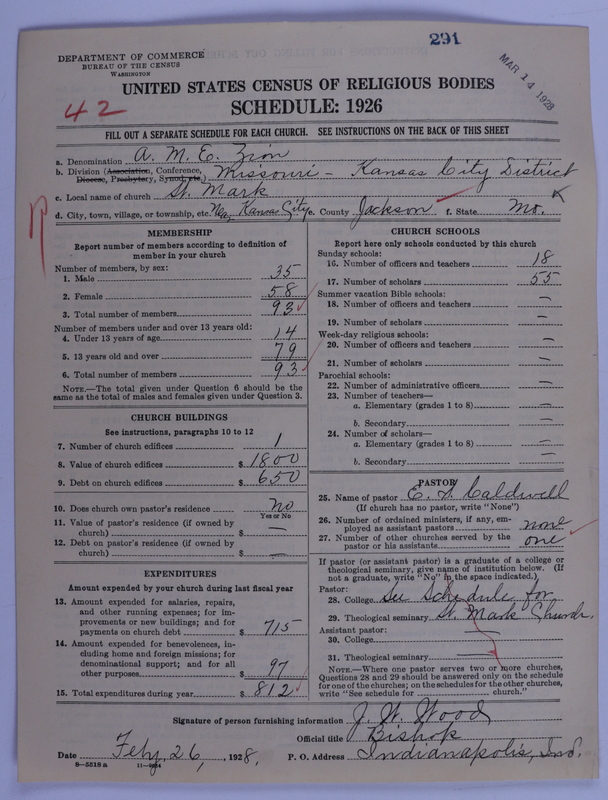 291
MAR 14 1928
DEPARTMENT OF COMMERCE
BUREAU OF THE CENSUS
WASHINGTON
UNITED STATES CENSUS OF RELIGIOUS BODIES
SCHEDULE: 1926
42
FILL OUT A SEPARATE SCHEDULE FOR EACH CHURCH. SEE INSTRUCTIONS ON THE BACK OF THIS SHEET
a. Denomination A. M. E. Zion
b. Division (Association, Conference, Missouri - Kansas City District
Diocese, Presbytery, Synod, etc.)
c. Local name of church St. Mark
d. City, town, village, or township, etc. Kansas City e. County Jackson f. State Mo.
MEMBERSHIP
Report number of members according to definition of
member in your church
Number of members, by sex:
1. Male 35
2. Female 58
3. Total number of members 93
Number of members under and over 13 years old:
4. Under 13 years of age 14
5. 13 years old and over 79
6. Total number of members 93
NOTE.—The total given under Question 6 should be the
same as the total of males and females given under Question 3.
CHURCH BUILDINGS
See instructions, paragraphs 10 to 12
7. Number of church edifices 1
8. Value of church edifices $ 1800
9. Debt on church edifices $ 650
10. Does church own pastor's residence no
Yes or No
11. Value of pastor's residence (if owned by
church) $ —
12. Debt on pastor's residence (if owned by
church) $ —
EXPENDITURES
Amount expended by your church during last fiscal year
13. Amount expended for salaries, repairs,
and other running expenses; for im-
provements or new buildings; and for
payments on church debt $ 715
14. Amount expended for benevolences, in-
cluding home and foreign missions; for
denominational support; and for all
other purposes $ 97
15. Total expenditures during year $ 812
CHURCH SCHOOLS
Report here only schools conducted by this church
Sunday schools:
16. Number of officers and teachers 18
17. Number of scholars 55
Summer vacation Bible schools:
18. Number of officers and teachers —
19. Number of scholars —
Week-day religious schools:
20. Number of officers and teachers —
21. Number of scholars —
Parochial schools:
22. Number of administrative officers —
23. Number of teachers—
a. Elementary (grades 1 to 8) —
b. Secondary —
24. Number of scholars—
a. Elementary (grades 1 to 8) —
b. Secondary —
PASTOR
25. Name of pastor Caldwell
(If church has no pastor, write "None")
26. Number of ordained ministers, if any, em-
ployed as assistant pastors none
27. Number of other churches served by the
pastor or his assistants one
If pastor (or assistant pastor) is a graduate of a college or
theological seminary, give name of institution below. (If
not a graduate, write "No" in the space indicated.)
Pastor:
28. College See Schedule for
29. Theological seminary St. Mark Church.
Assistant pastor:
30. College
31. Theological seminary
NOTE.—Where one pastor serves two or more churches,
Questions 28 and 29 should be answered only on the schedule
for one of the churches; on the schedules for the other churches,
write "See schedule for church."
Signature of person furnishing information J. W. Wood
Official title Bishop
Date Feby. 26, 1928. P. O. Address Indianapolis, Ind.
8—5518 a